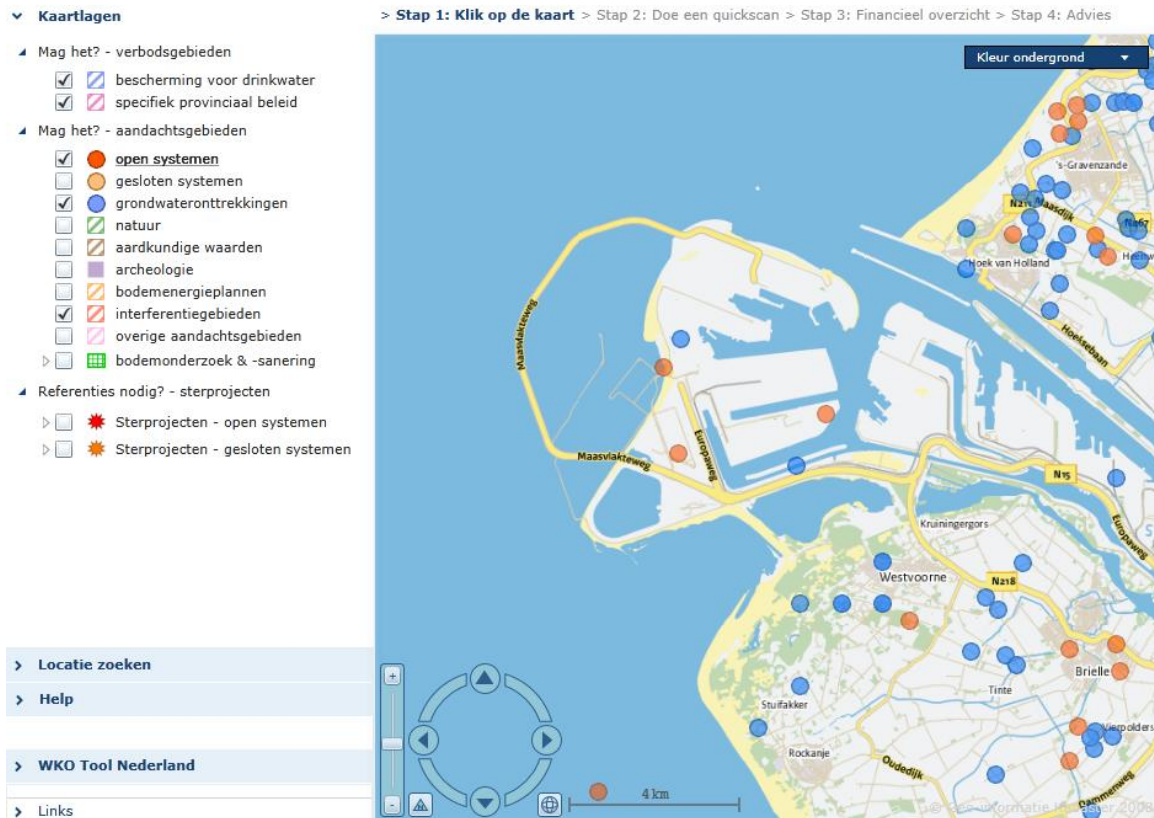 Kaartlagen
> Stap 1: Klik op de kaart > Stap 2: Doe een quickscan > Stap 3: Financieel overzicht > Stap 4: Advies
Mag het? - verbodsgebieden
bescherming voor drinkwater
specifiek provinciaal beleid
Mag het? - aandachtsgebieden
open systemen
gesloten systemen
grondwateronttrekkingen
natuur
aardkundige waarden
archeologie
bodemenergieplannen
interferentiegebieden
overige aandachtsgebieden
bodemonderzoek & -sanering
Referenties nodig? - sterprojecten
Sterprojecten - open systemen
Sterprojecten - gesloten systemen
Locatie zoeken
Help
WKO Tool Nederland
Links
Kleur ondergrond
's-Gravenzande
Maasdijk
Hoek van Holland
Hoeksebaan
Maasvlakteweg
Maasvlakteweg
Europaweg
N15
Europaweg
Kruiningergors
Westvoorne
N218
Brielle
Tinte
Stuifakker
Vierpolders
Rockanje
Oudedijk
Dammenweg
4 km
+
-